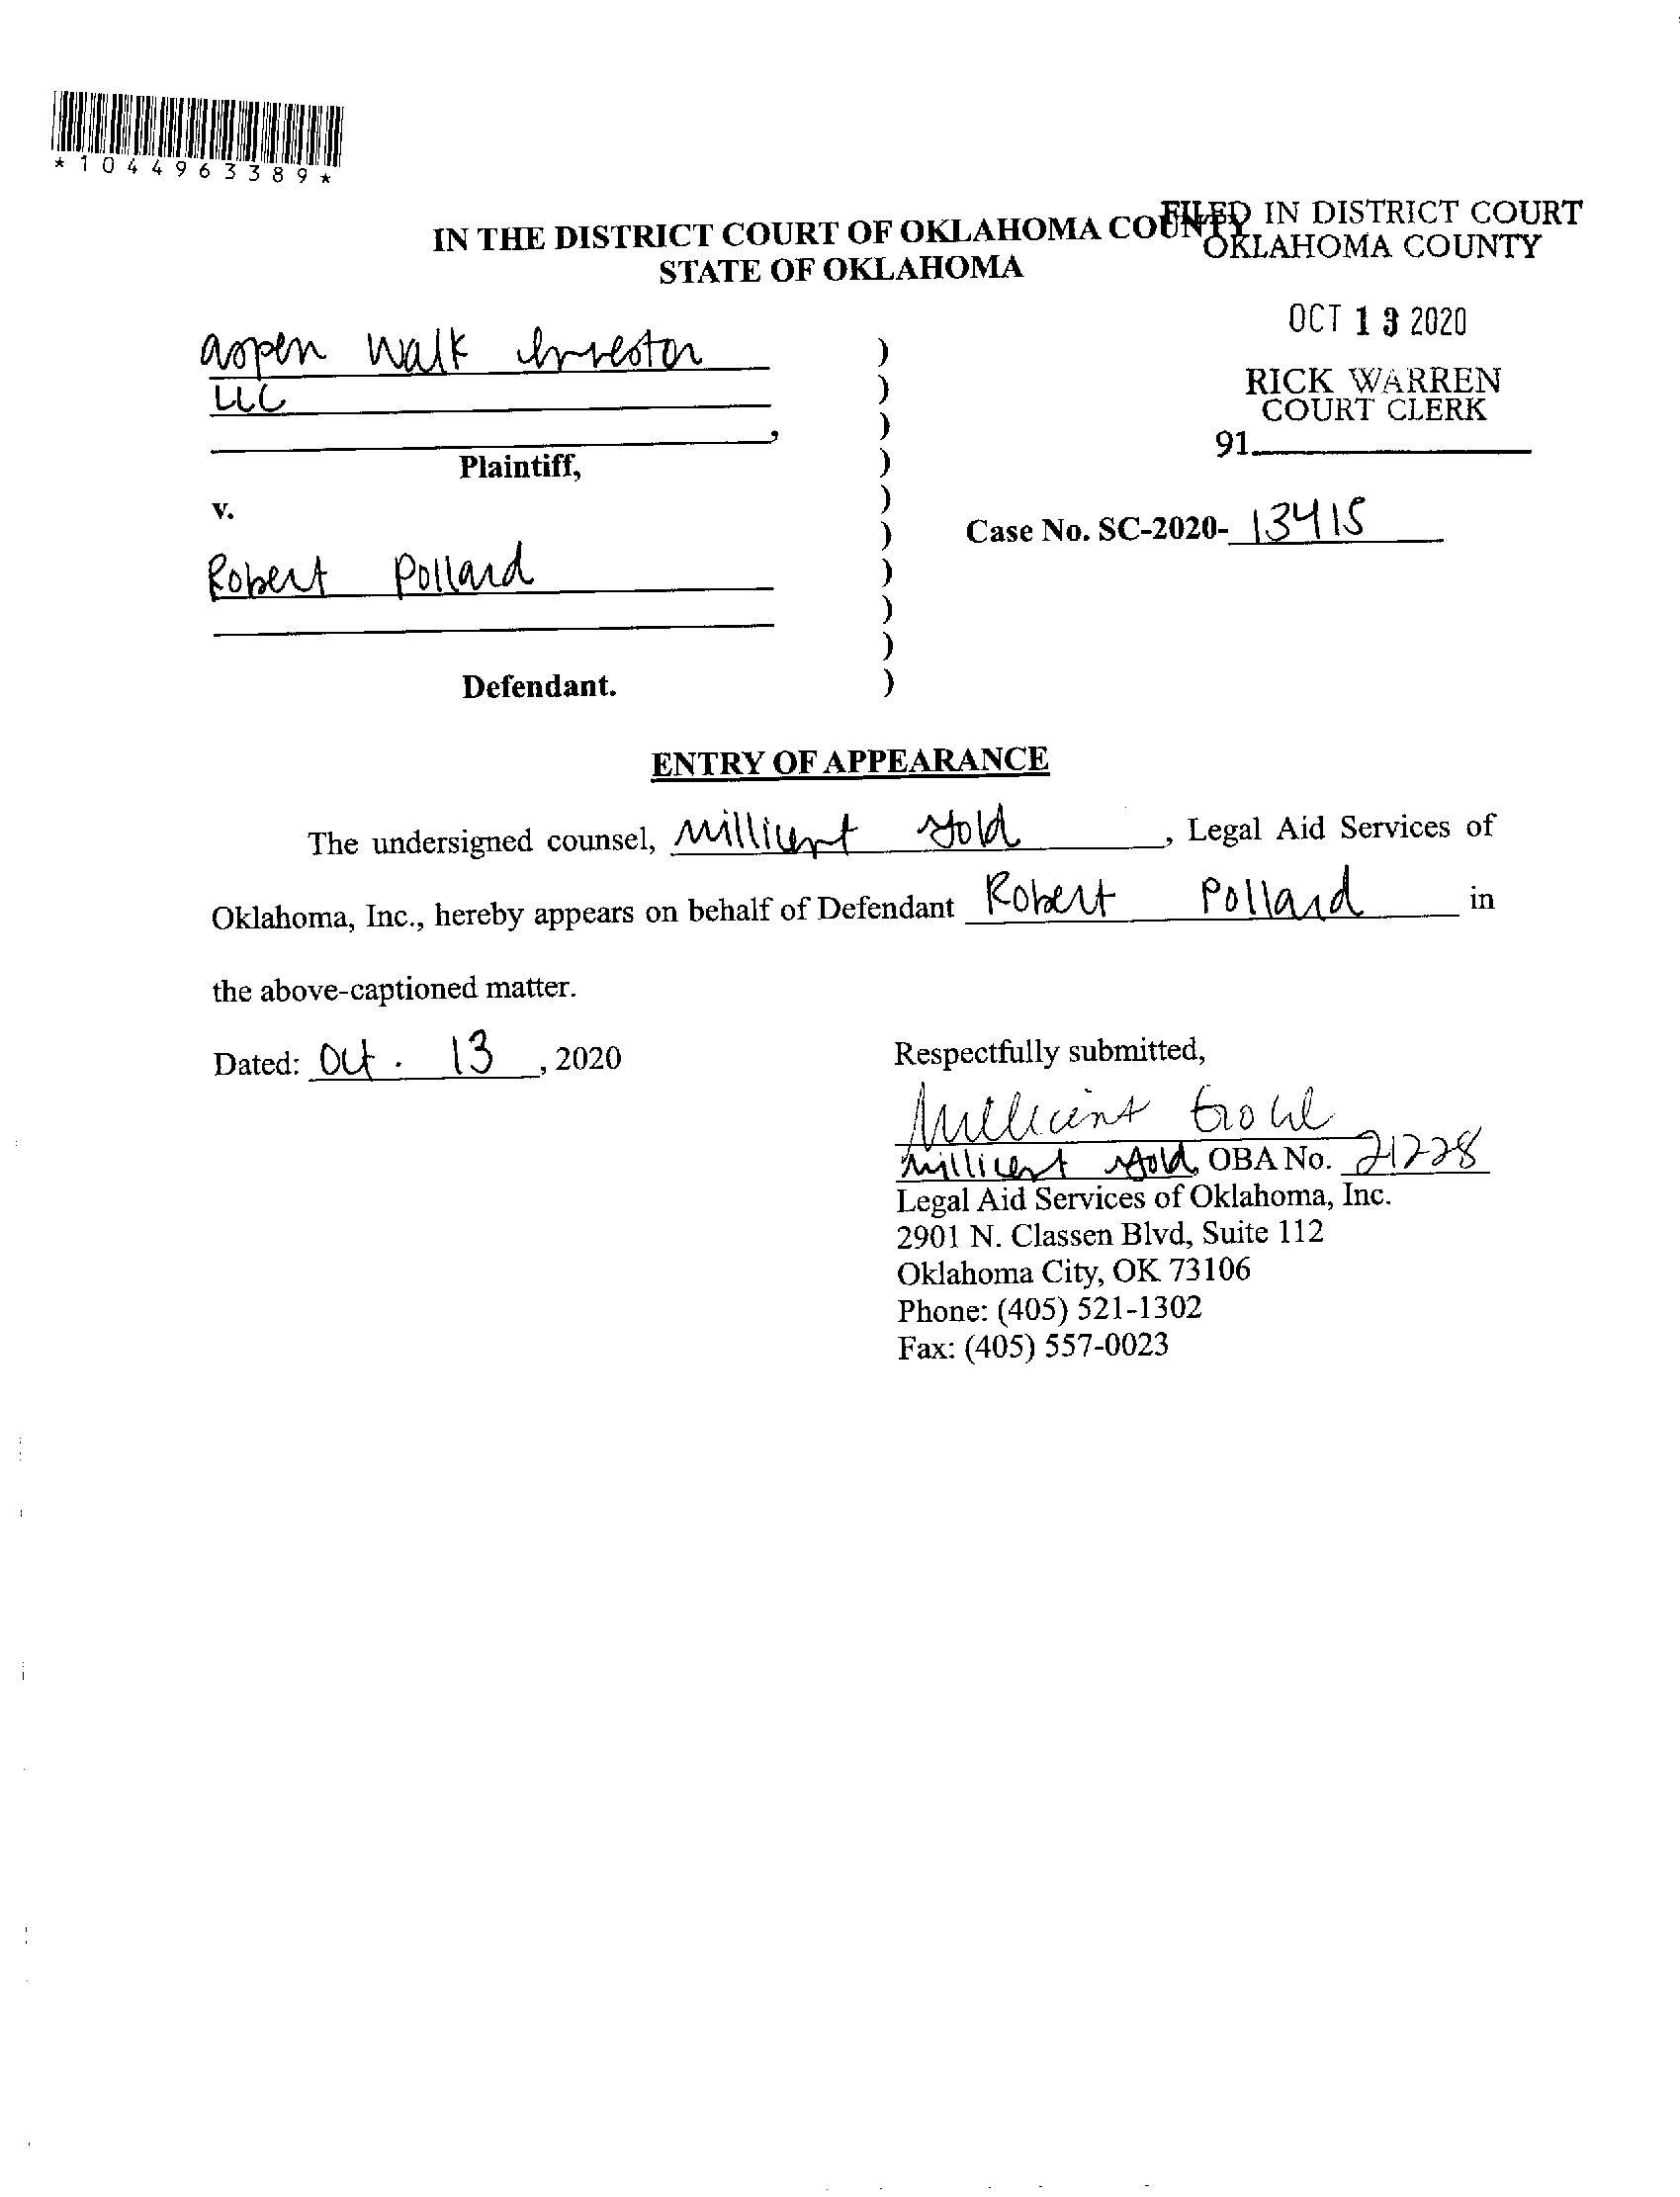 *1044963389*
IN THE DISTRICT COURT OF OKLAHOMA COUNTY
STATE OF OKLAHOMA
FILED IN DISTRICT COURT
OKLAHOMA COUNTY
OCT 13 2020
RICK WARREN
COURT CLERK
91
Aspen Walk Investor
LLC
,
Plaintiff,
v.
Case No. SC-2020- 13415
Robert Pollard
Defendant.
ENTRY OF APPEARANCE
The undersigned counsel, Millicent , Legal Aid Services of
Oklahoma, Inc., hereby appears on behalf of Defendant Robert Pollard in
the above-captioned matter.
Dated: Oct. 13, 2020
Respectfully submitted,
Millicent
Millicent OBA No. 21228
Legal Aid Services of Oklahoma, Inc.
2901 N. Classen Blvd, Suite 112
Oklahoma City, OK 73106
Phone: (405) 521-1302
Fax: (405) 557-0023